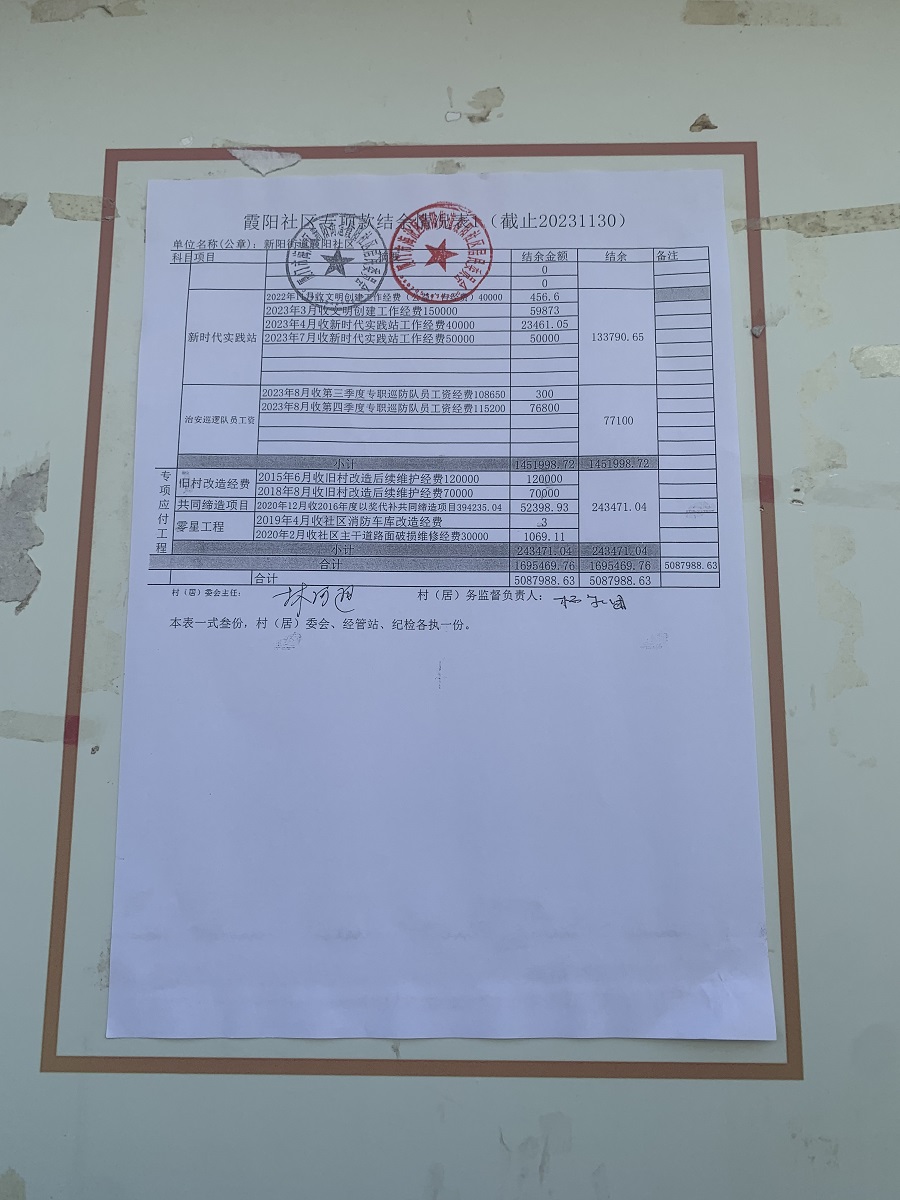 霞阳社区专项款结余情况精(截止20231130)
单位名称(公章):新阳街道霞阳社区
科目项目 摘要 结余金额 结余 备注
0
0
新时代实践站 133790.65
2022年11月收文明创建工作经费 40000 456.6
2023年3月收文明创建工作经费150000 59873
2023年4月收新时代实践站工作经费40000 23461.05
2023年7月收新时代实践站工作经费50000 50000
治安巡逻队员工资 77100
2023年8月收第三季度专职巡防队员工资经费108650 300
2023年8月收第四季度专职巡防队员工资经费115200 76800
小计 1451998.72 1451998.72
专项应付工程
旧村改造经费 2015年6月收旧村改造后续维护经费120000 120000
2018年8月收旧村改造后续维护经费70000 70000
共同缔造项目 2020年12月收2016年度以奖代补共同缔造项目394235.04 52398.93 243471.04
零星工程 2019年4月收社区消防车库改造经费 3
2020年2月收社区主干道路面破损维修经费30000 1069.11
小计 243471.04 243471.04
合计 1695469.76 1695469.76 5087988.63
合计 5087988.63 5087988.63
村(居)委会主任: 村(居)务监督负责人:
本表一式叁份,村(居)委会、经管站、纪检各执一份。